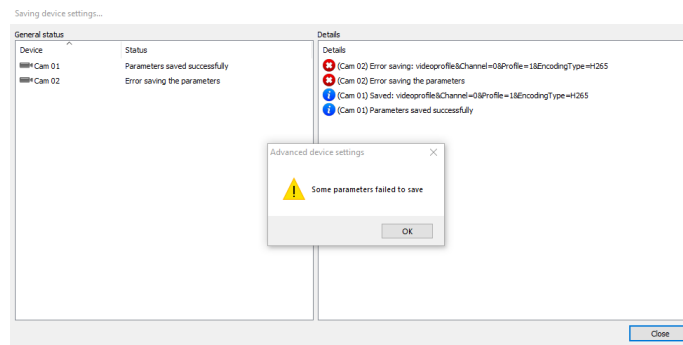 Saving device settings...
General status
Details
Device
Status
Details
Cam 01
Parameters saved successfully
(Cam 02) Error saving: videoprofile&Channel=0&Profile=1&EncodingType=H265
Cam 02
Error saving the parameters
(Cam 02) Error saving the parameters
(Cam 01) Saved: videoprofile&Channel=0&Profile=1&EncodingType=H265
(Cam 01) Parameters saved successfully
Advanced device settings
Some parameters failed to save
OK
Close